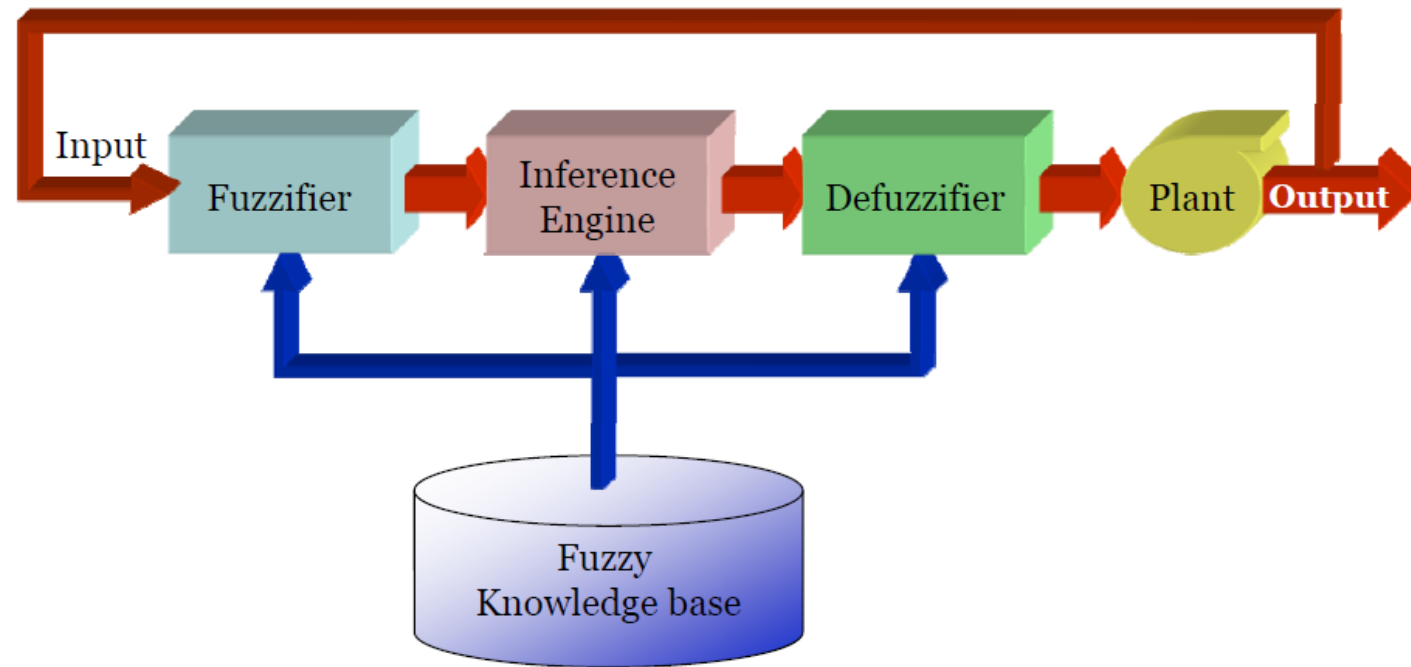 Input
Fuzzifier
Inference
Engine
Defuzzifier
Plant
Output
Fuzzy
Knowledge base